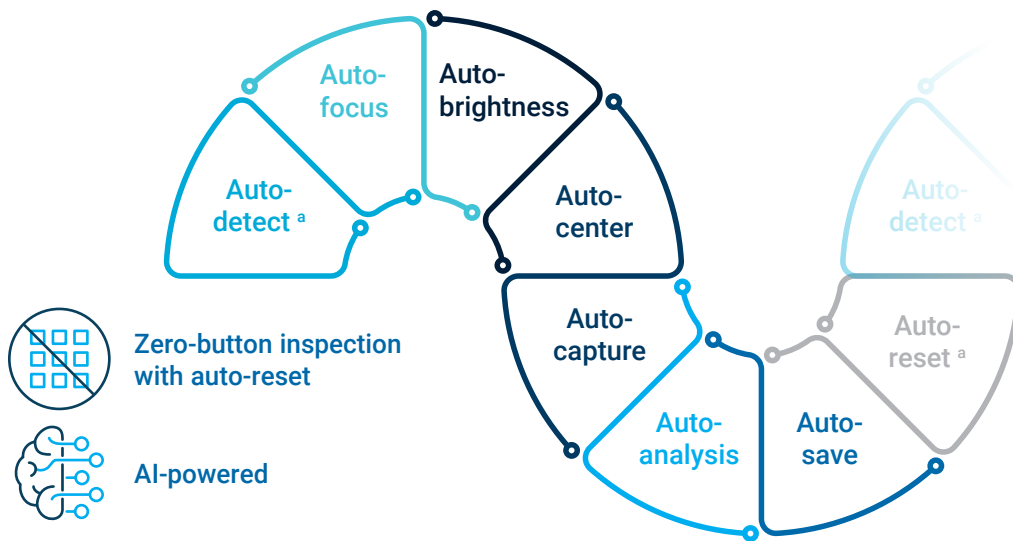 Auto-
detect ª
Auto-
focus
Auto-
brightness
Auto-
center
Auto-
capture
Auto-
analysis
Auto-
save
Auto-
reset ª
Auto-
detect ª
Zero-button inspection
with auto-reset
AI-powered